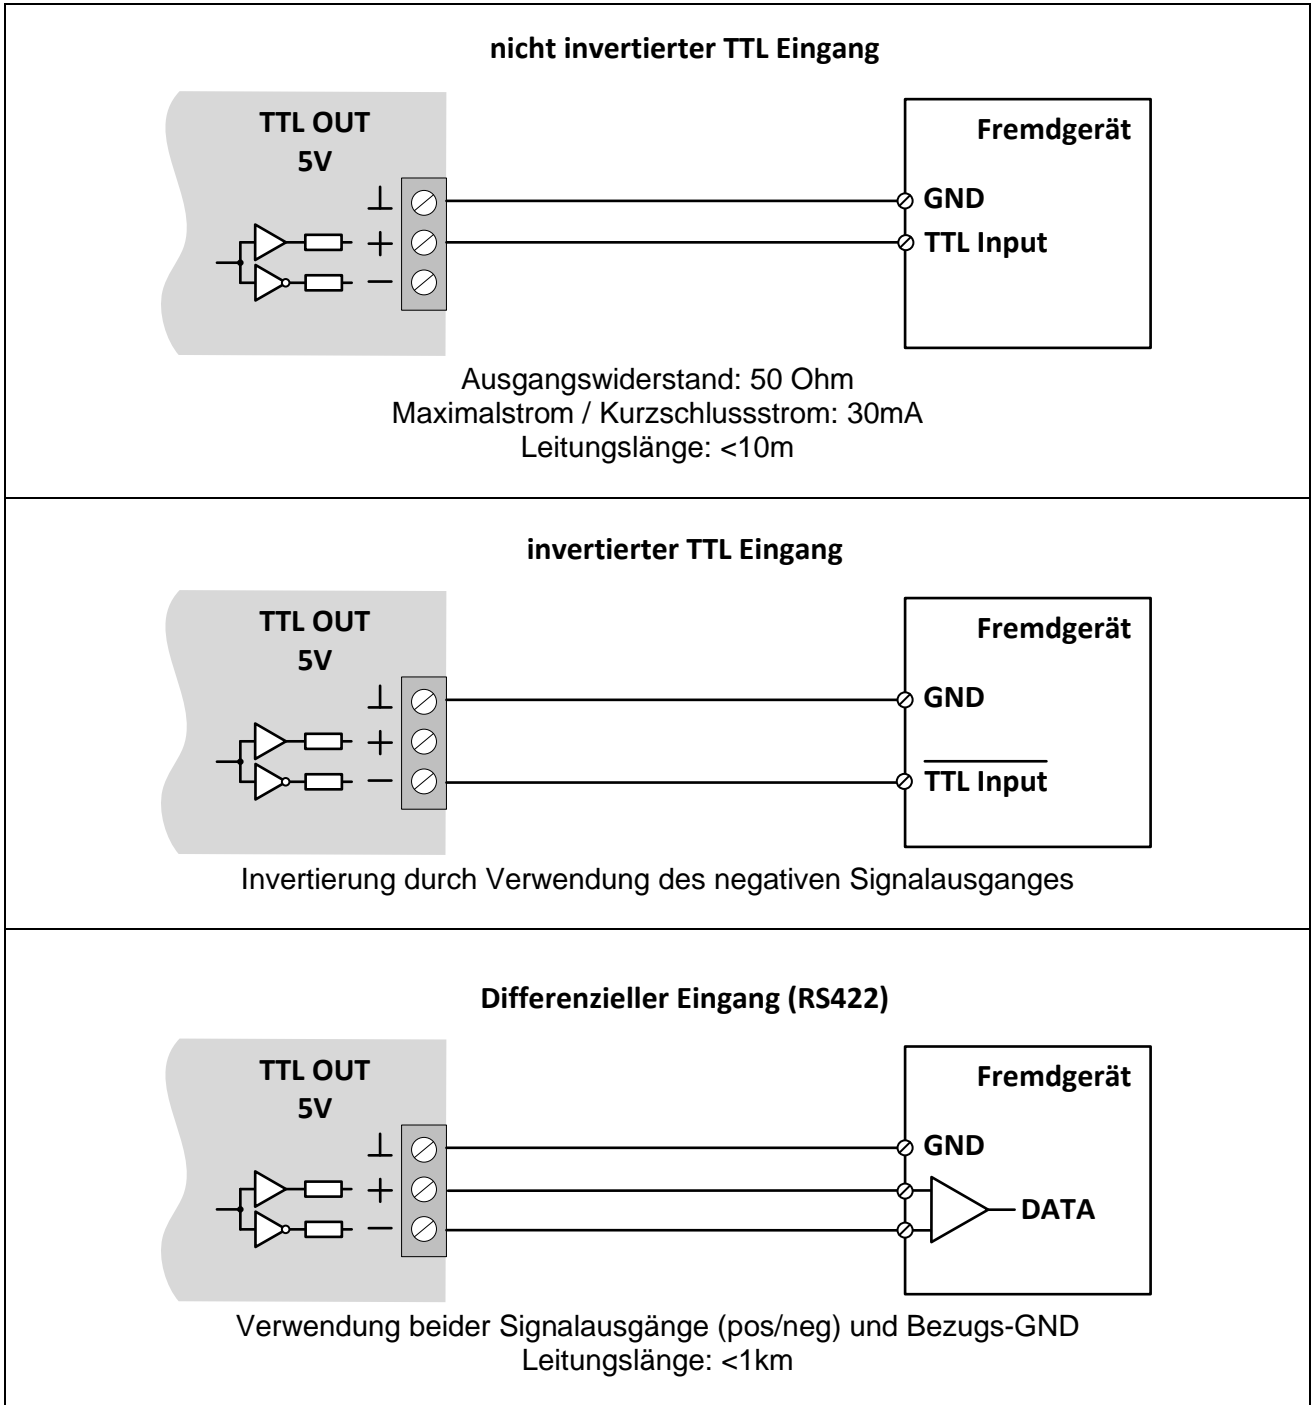 nicht invertierter TTL Eingang
TTL OUT
5V
Fremdgerät
⊥
GND
+
TTL Input
−
Ausgangswiderstand: 50 Ohm
Maximalstrom / Kurzschlussstrom: 30mA
Leitungslänge: <10m
invertierter TTL Eingang
TTL OUT
5V
Fremdgerät
⊥
GND
+
−
TTL Input
Invertierung durch Verwendung des negativen Signalausganges
Differenzieller Eingang (RS422)
TTL OUT
5V
Fremdgerät
⊥
GND
+
−
DATA
Verwendung beider Signalausgänge (pos/neg) und Bezugs-GND
Leitungslänge: <1km